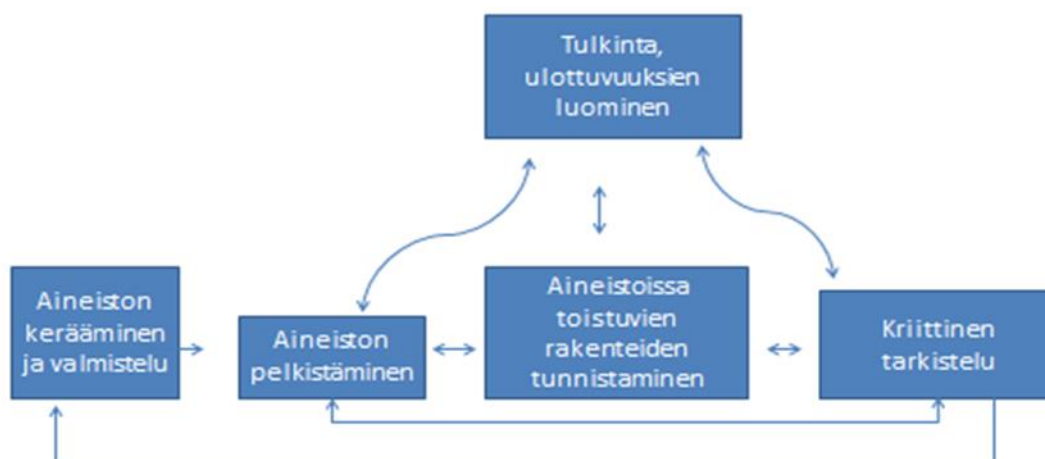 Tulkinta,
ulottuvuuksien
luominen
Aineiston
kerääminen
ja valmistelu
Aineiston
pelkistäminen
Aineistoissa
toistuvien
rakenteiden
tunnistaminen
Kriittinen
tarkistelu